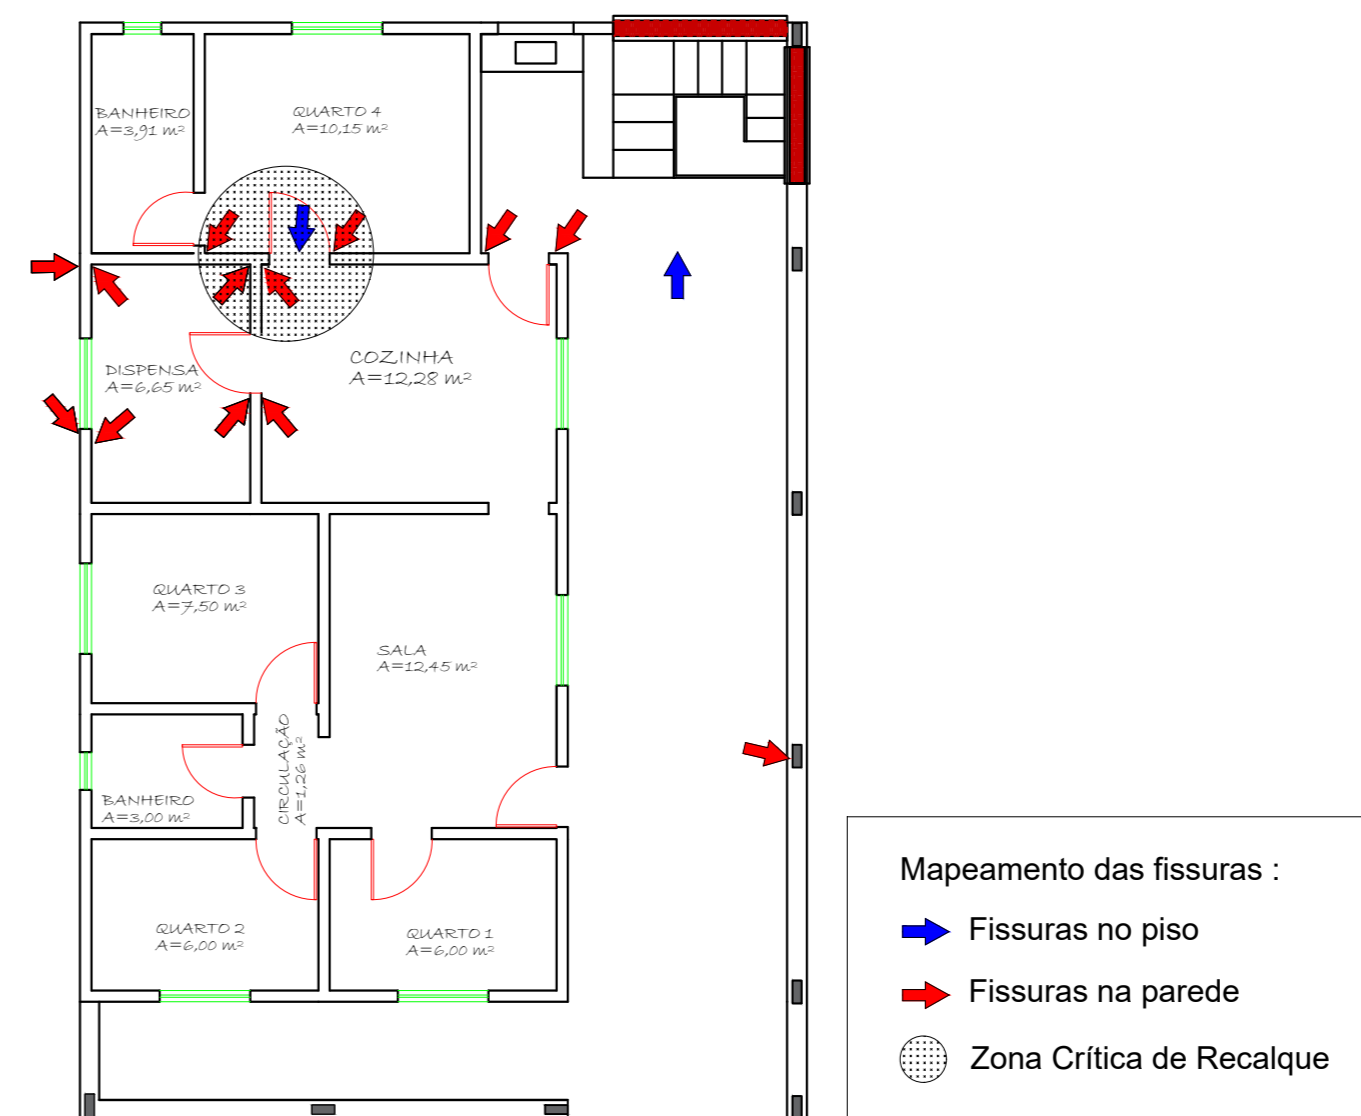 BANHEIRO
A=3,91 m²
QUARTO 4
A=10,15 m²
DISPENSA
A=6,65 m²
COZINHA
A=12,28 m²
QUARTO 3
A=7,50 m²
SALA
A=12,45 m²
CIRCULAÇÃO
A=1,26 m²
BANHEIRO
A=3,00 m²
QUARTO 2
A=6,00 m²
QUARTO 1
A=6,00 m²
Mapeamento das fissuras :
Fissuras no piso
Fissuras na parede
Zona Crítica de Recalque